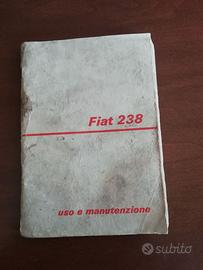 Fiat 238
uso e manutenzione
subito